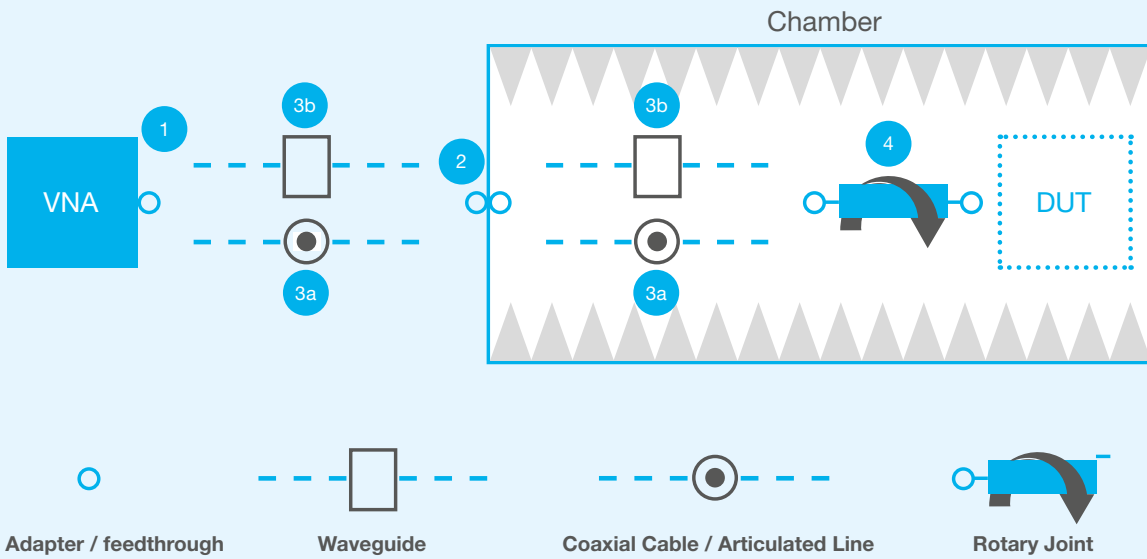 Chamber
1
3b
3b
2
4
VNA
DUT
3a
3a
Adapter / feedthrough
Waveguide
Coaxial Cable / Articulated Line
Rotary Joint